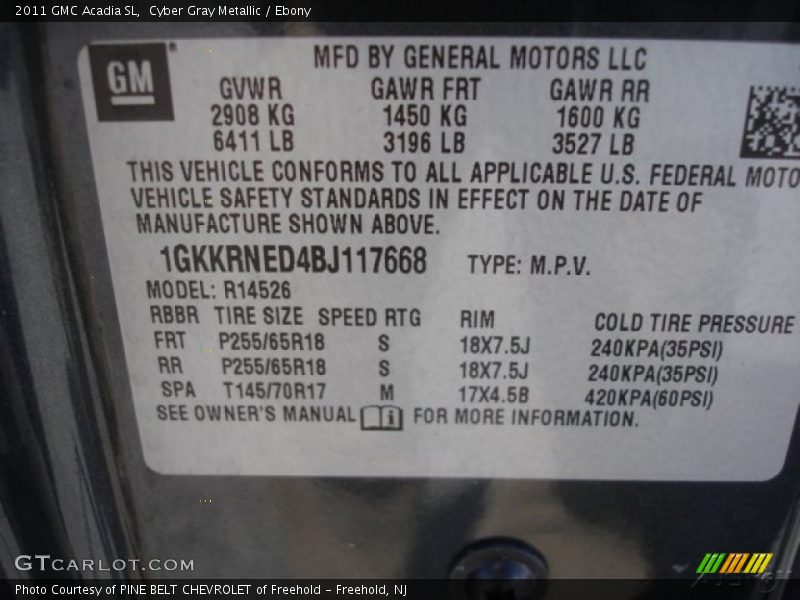 2011 GMC Acadia SL, Cyber Gray Metallic / Ebony
GM
MFD BY GENERAL MOTORS LLC
GVWR GAWR FRT GAWR RR
2908 KG 1450 KG 1600 KG
6411 LB 3196 LB 3527 LB
THIS VEHICLE CONFORMS TO ALL APPLICABLE U.S. FEDERAL MOTO
VEHICLE SAFETY STANDARDS IN EFFECT ON THE DATE OF
MANUFACTURE SHOWN ABOVE.
1GKKRNED4BJ117668 TYPE: M.P.V.
MODEL: R14526
RBBR TIRE SIZE SPEED RTG RIM COLD TIRE PRESSURE
FRT P255/65R18 S 18X7.5J 240KPA(35PSI)
RR P255/65R18 S 18X7.5J 240KPA(35PSI)
SPA T145/70R17 M 17X4.5B 420KPA(60PSI)
SEE OWNER'S MANUAL i FOR MORE INFORMATION.
GTCARLOT.COM
Photo Courtesy of PINE BELT CHEVROLET of Freehold - Freehold, NJ